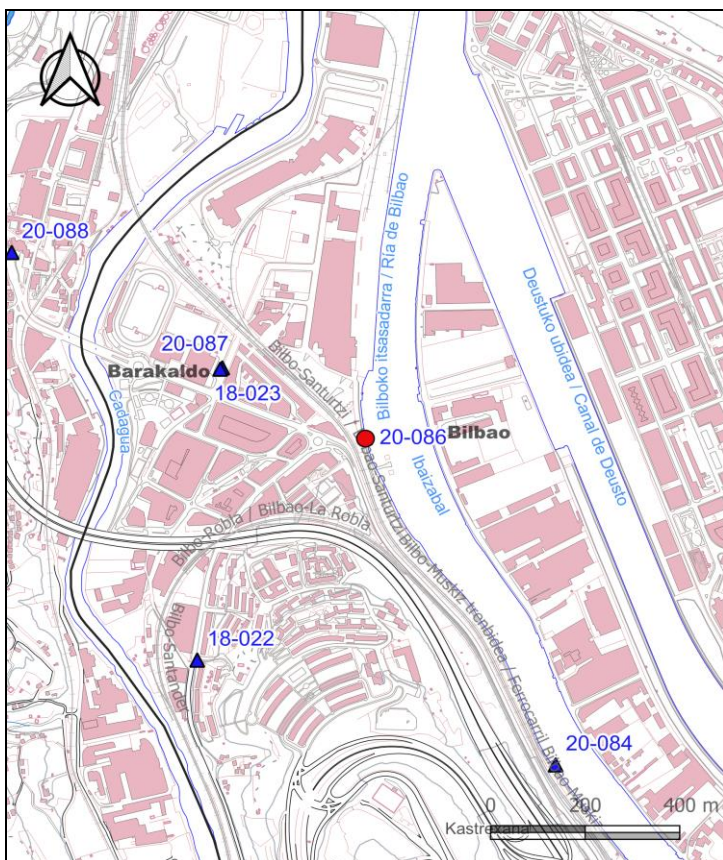 20-088
Bilboko itsasadarra / Ría de Bilbao
Deustuko ubidea / Canal de Deusto
20-087
Barakaldo
18-023
Bilbo-Santurtzi
Cadagua
20-086
Bilbao
Ibaizabal
Bilbao-Santurtzi
Bilbo-Robla / Bilbao-La Robla
Bilbo-Muskiz trenbidea / Ferrocarril Bilbao-Muskiz
18-022
Bilbo-Santander
20-084
0 200 400 m
Kastrexana